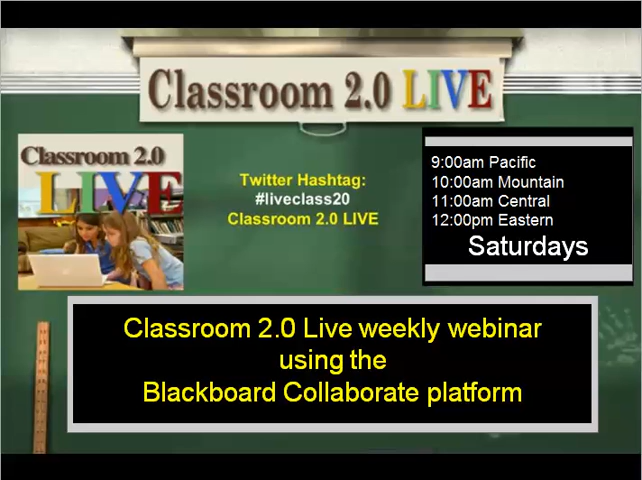 Classroom 2.0 LIVE
Classroom 2.0
LIVE
Twitter Hashtag:
#liveclass20
Classroom 2.0 LIVE
9:00am Pacific
10:00am Mountain
11:00am Central
12:00pm Eastern
Saturdays
Classroom 2.0 Live weekly webinar
using the
Blackboard Collaborate platform